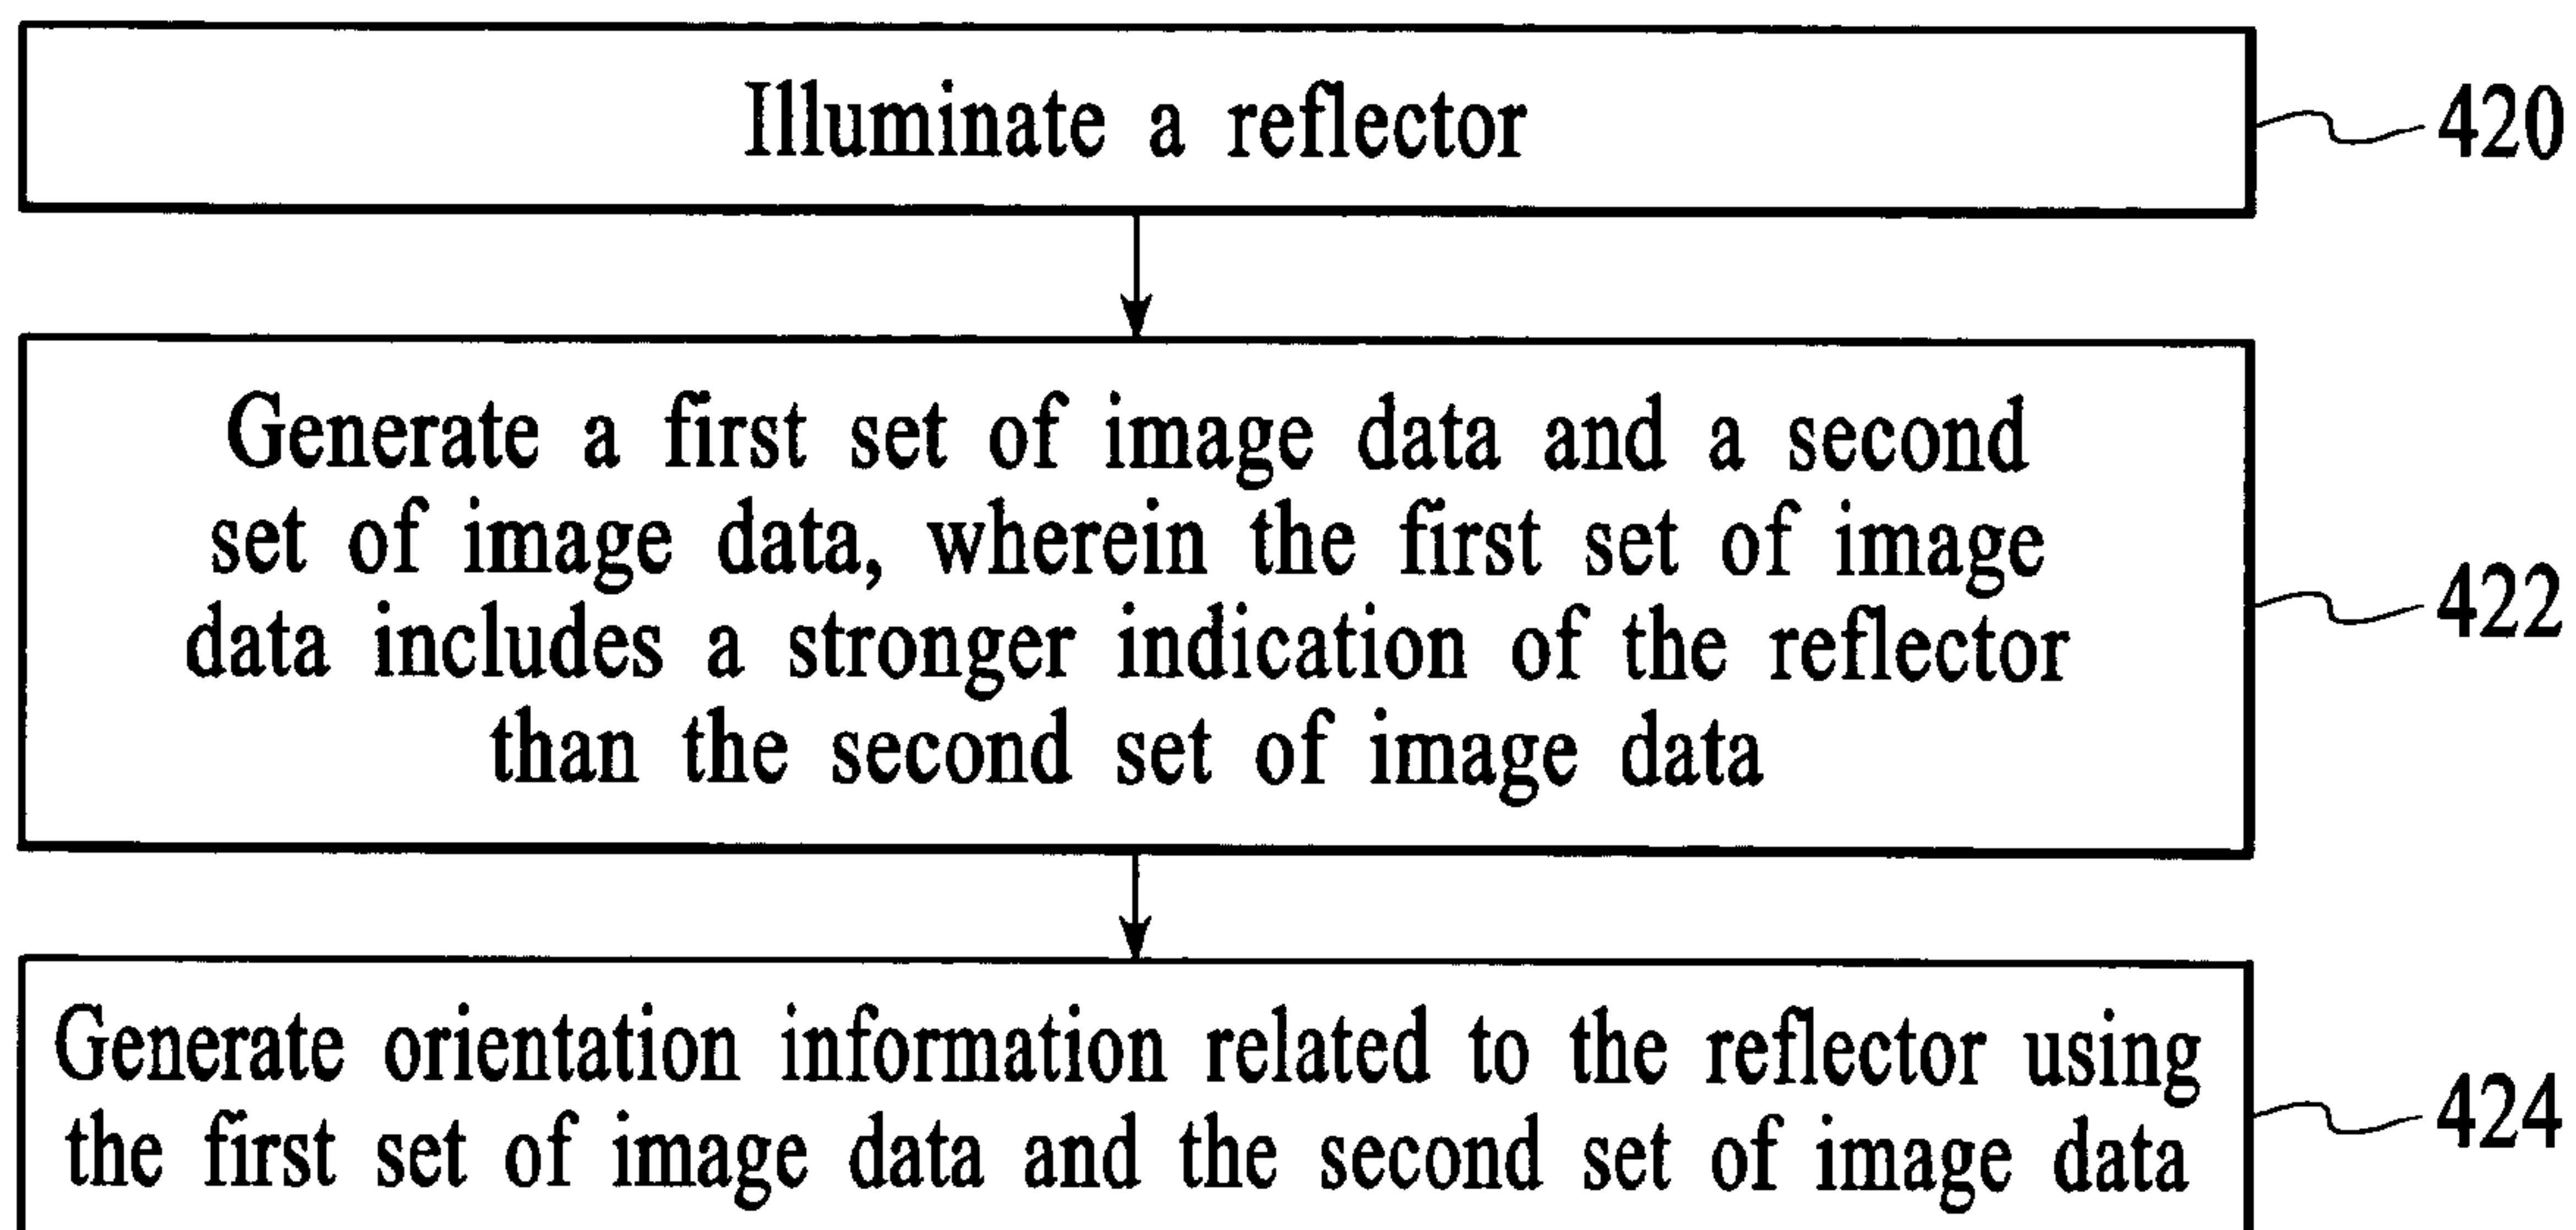 Illuminate a reflector
420
Generate a first set of image data and a second
set of image data, wherein the first set of image
data includes a stronger indication of the reflector
than the second set of image data
422
Generate orientation information related to the reflector using
the first set of image data and the second set of image data
424